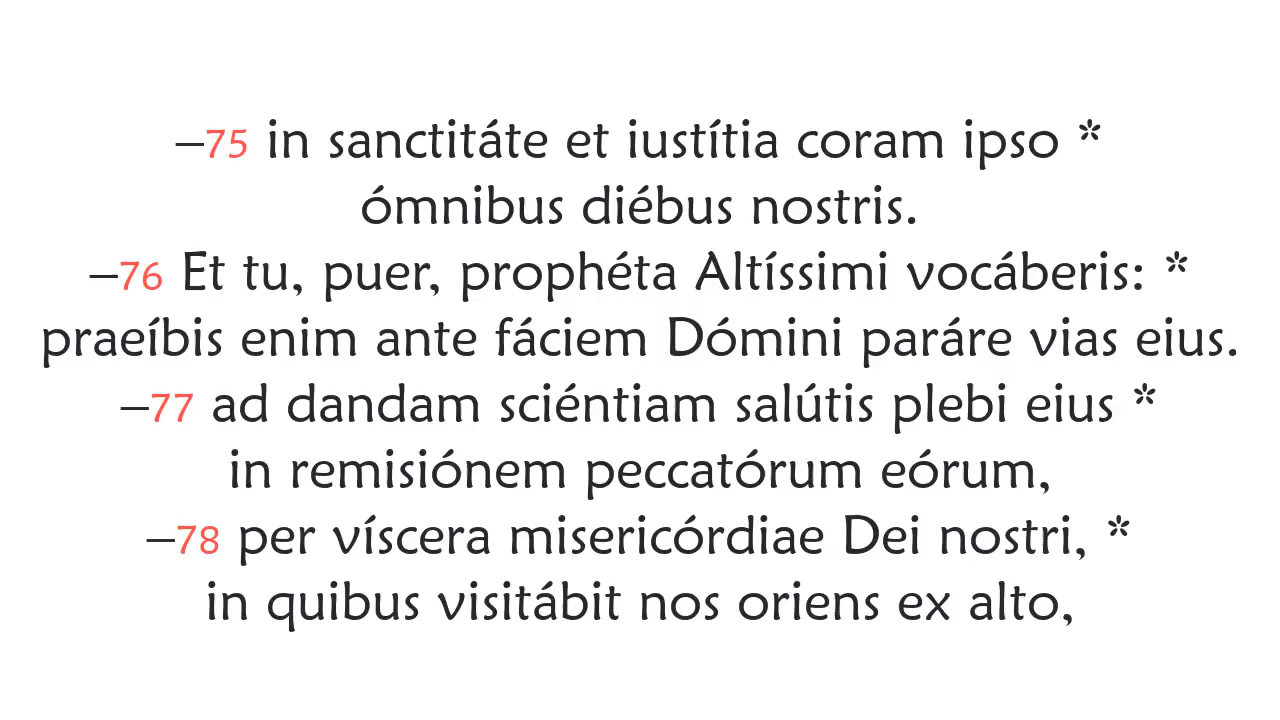 –75 in sanctitáte et iustítia coram ipso *
ómnibus diébus nostris.
–76 Et tu, puer, prophéta Altíssimi vocáberis: *
praeíbis enim ante fáciem Dómini paráre vias eius.
–77 ad dandam sciéntiam salútis plebi eius *
in remisiónem peccatórum eórum,
–78 per víscera misericórdiae Dei nostri, *
in quibus visitábit nos oriens ex alto,